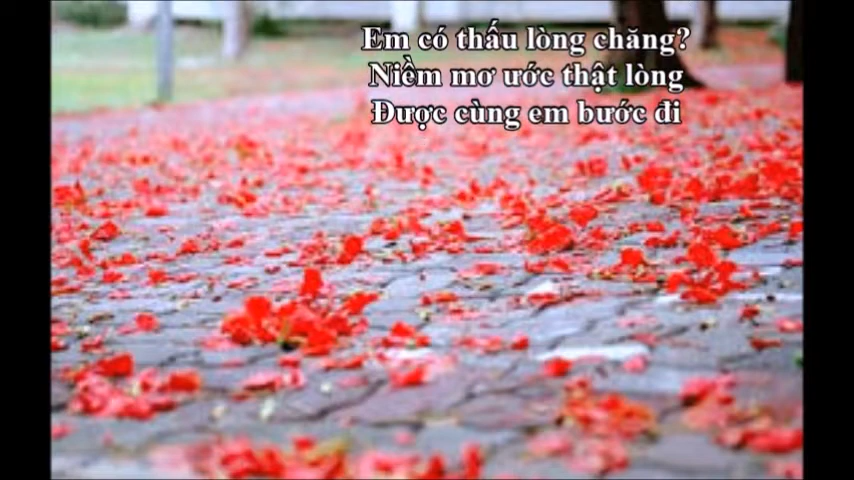 Em có thấu lòng chăng?
Niềm mơ ước thật lòng
Được cùng em bước đi